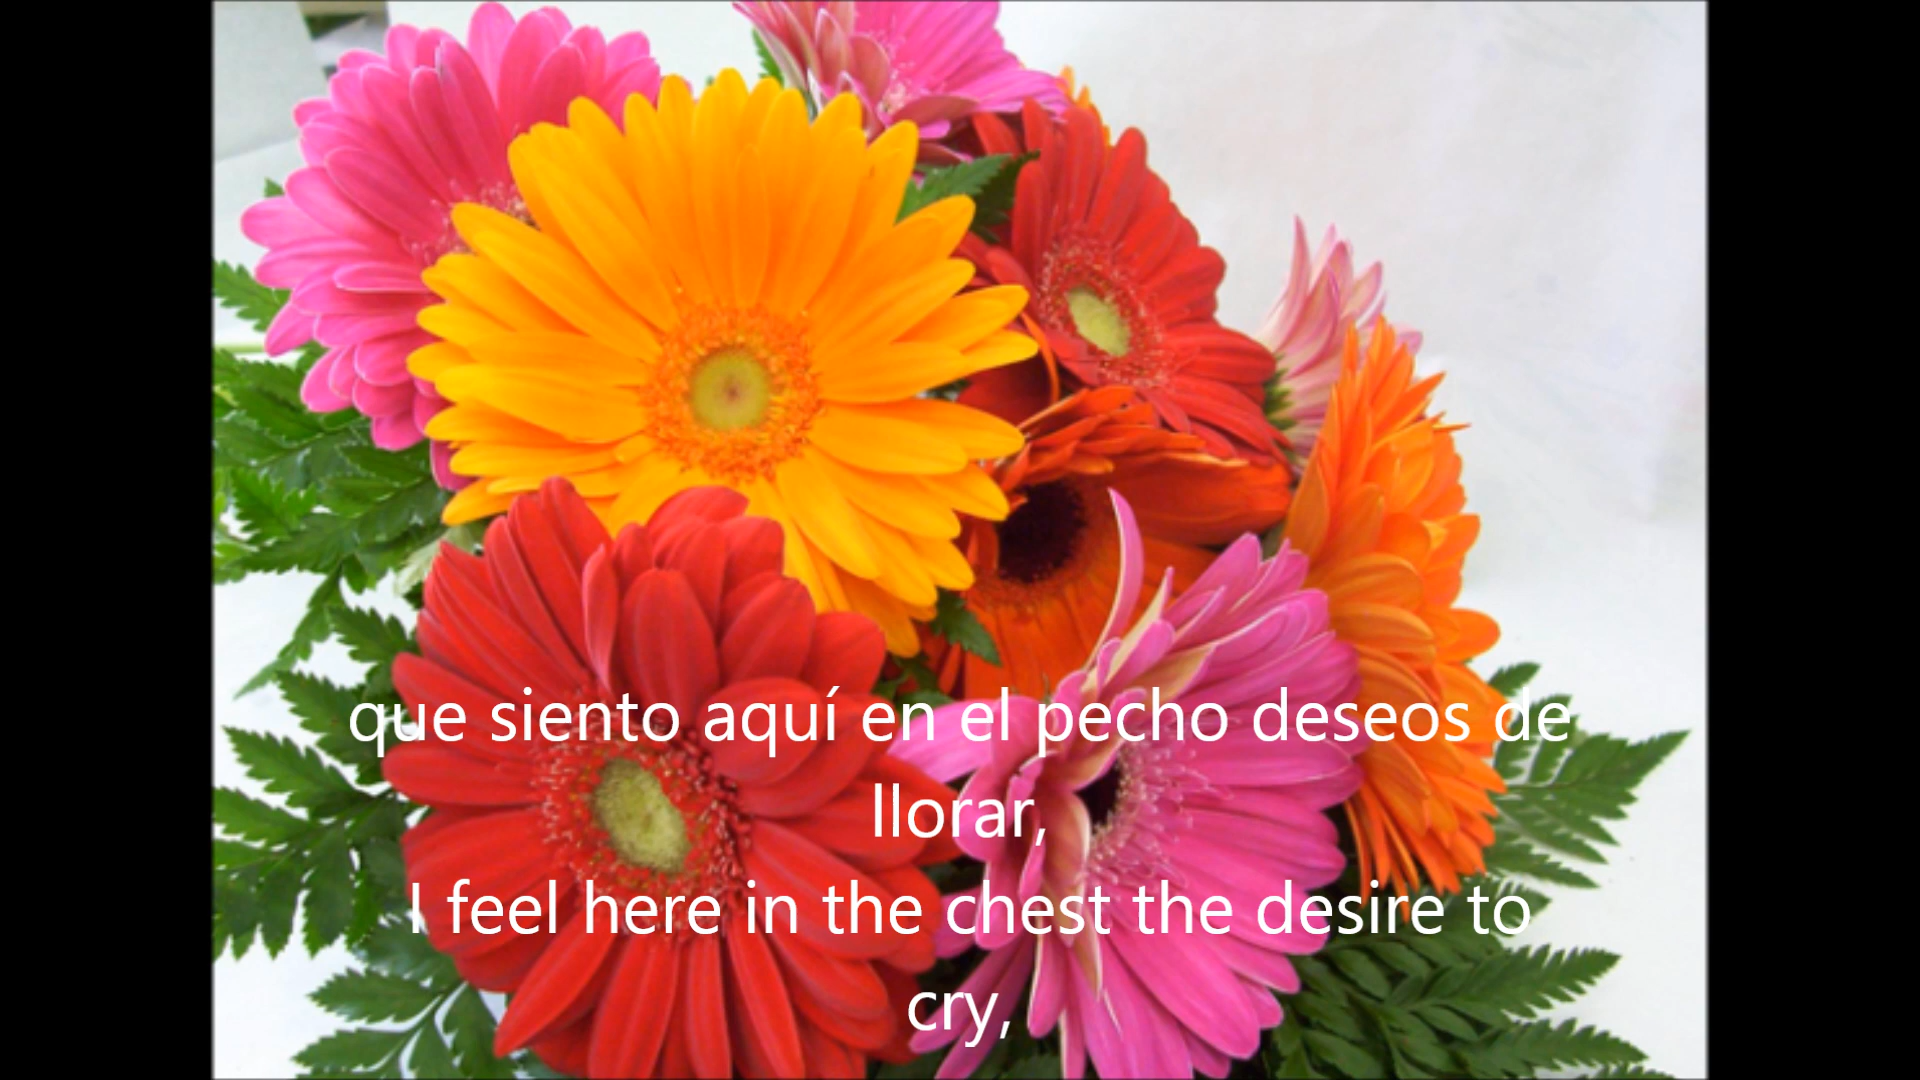 que siento aquí en el pecho deseos de
llorar,
I feel here in the chest the desire to
cry,